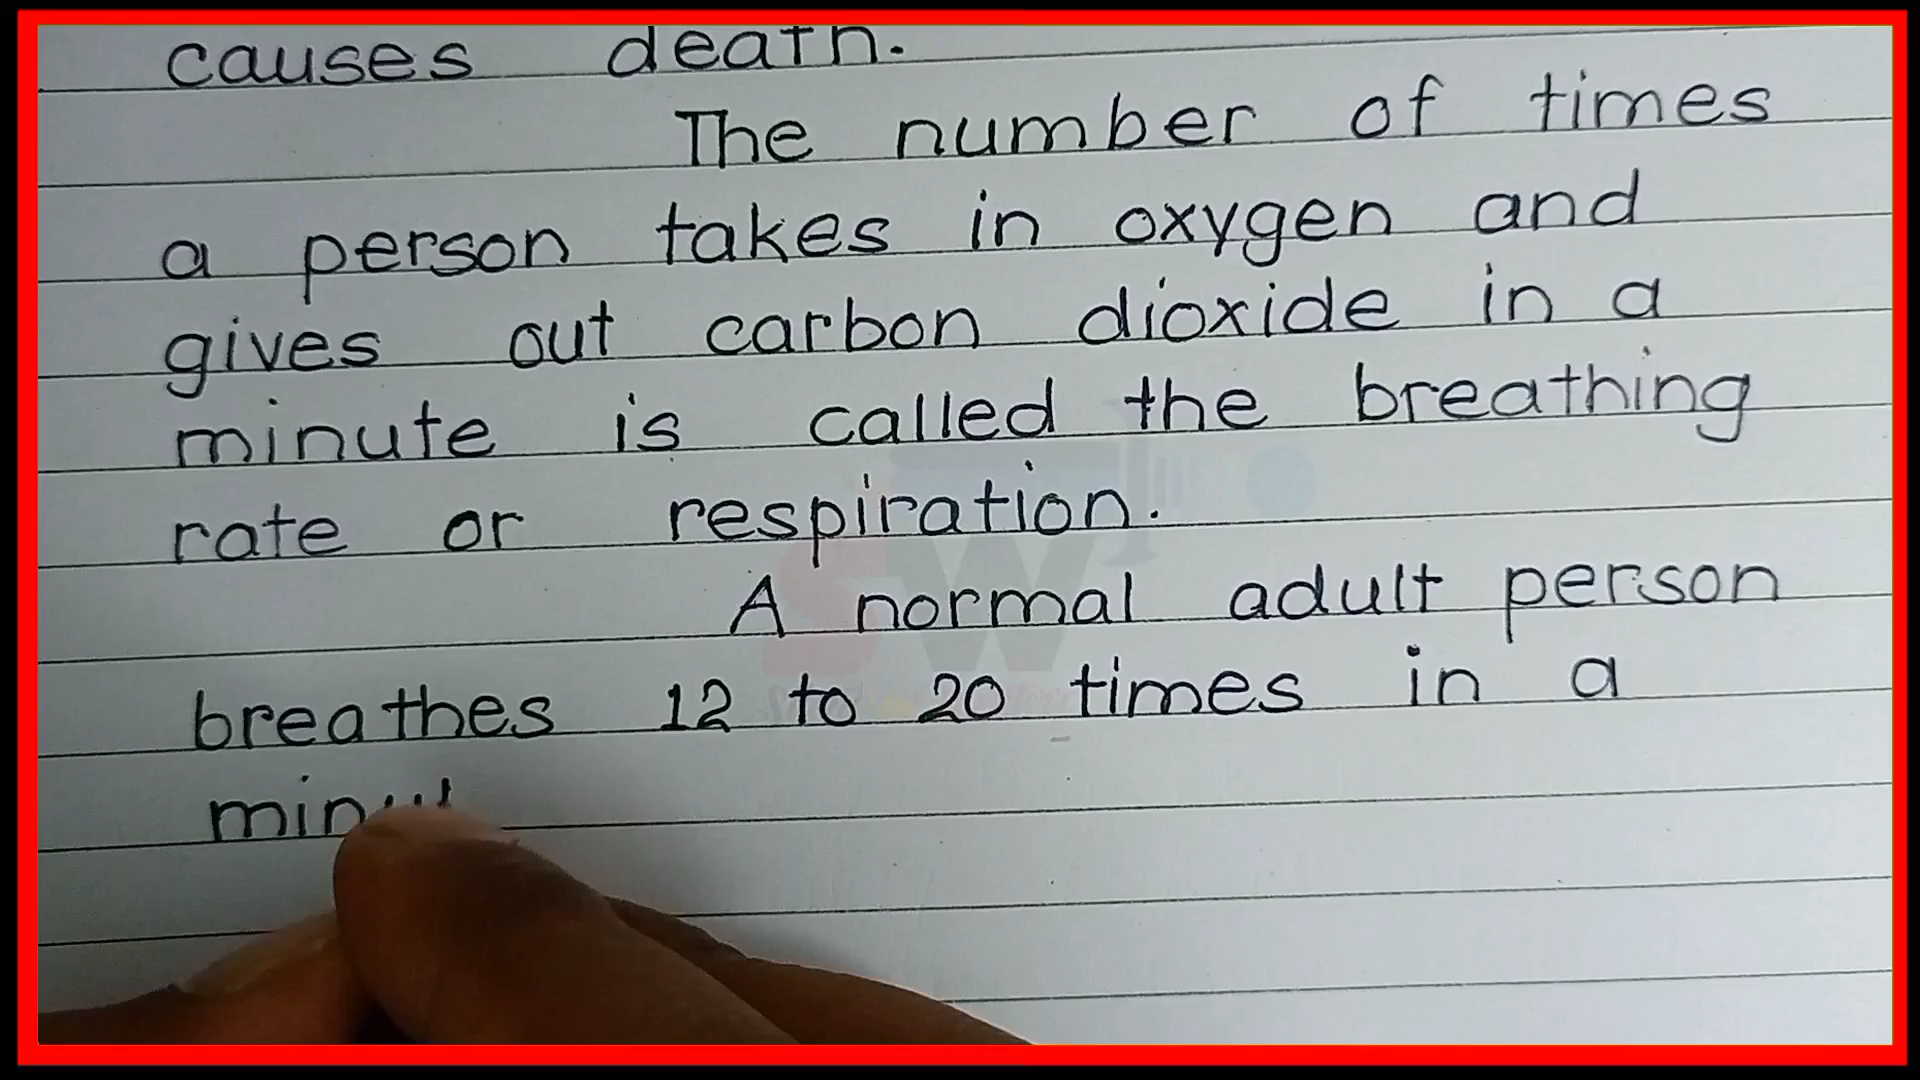 causes death.
The number of times
a person takes in oxygen and
gives out carbon dioxide in a
minute is called the breathing
rate or respiration.
A normal adult person
breathes 12 to 20 times in a